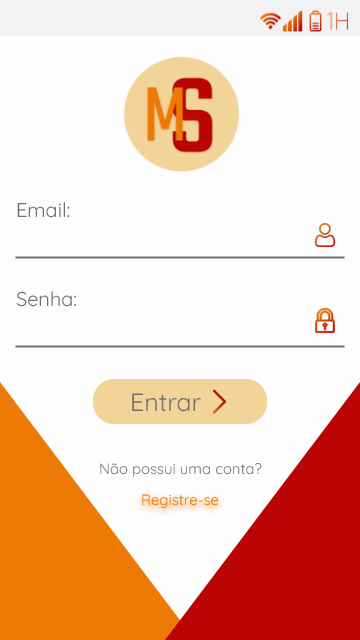 1H
MS
Email:
Senha:
Entrar
Não possui uma conta?
Registre-se